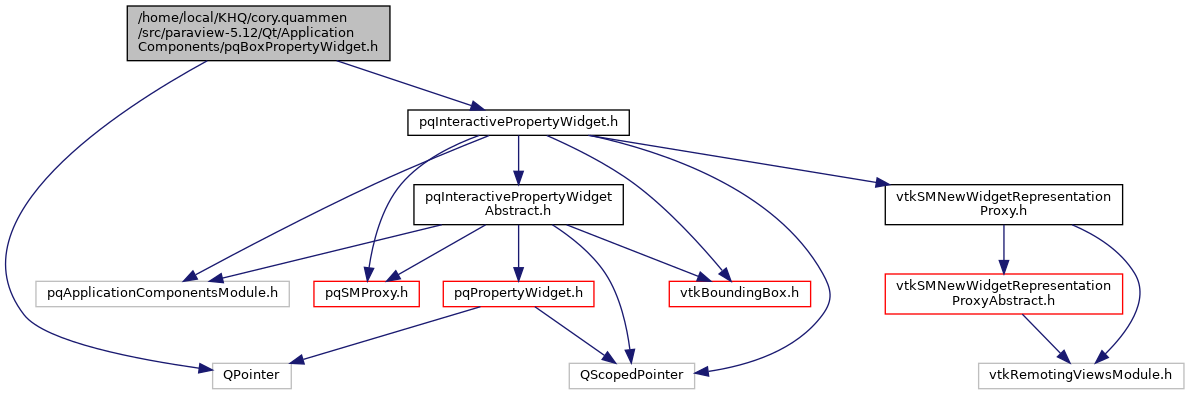 /home/local/KHQ/cory.quammen
/src/paraview-5.12/Qt/Application
Components/pqBoxPropertyWidget.h
pqInteractivePropertyWidget.h
pqInteractivePropertyWidget
Abstract.h
vtkSMNewWidgetRepresentation
Proxy.h
pqApplicationComponentsModule.h
pqSMProxy.h
pqPropertyWidget.h
vtkBoundingBox.h
vtkSMNewWidgetRepresentation
ProxyAbstract.h
QPointer
QScopedPointer
vtkRemotingViewsModule.h